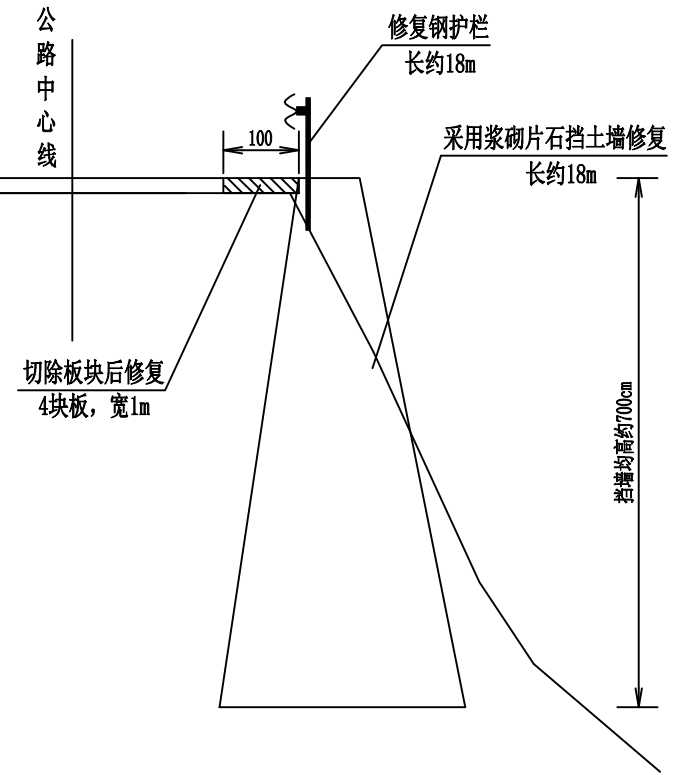 公路中心线
修复钢护栏
长约18m
100
采用浆砌片石挡土墙修复
长约18m
切除板块后修复
4块板，宽1m
挡墙均高约700cm